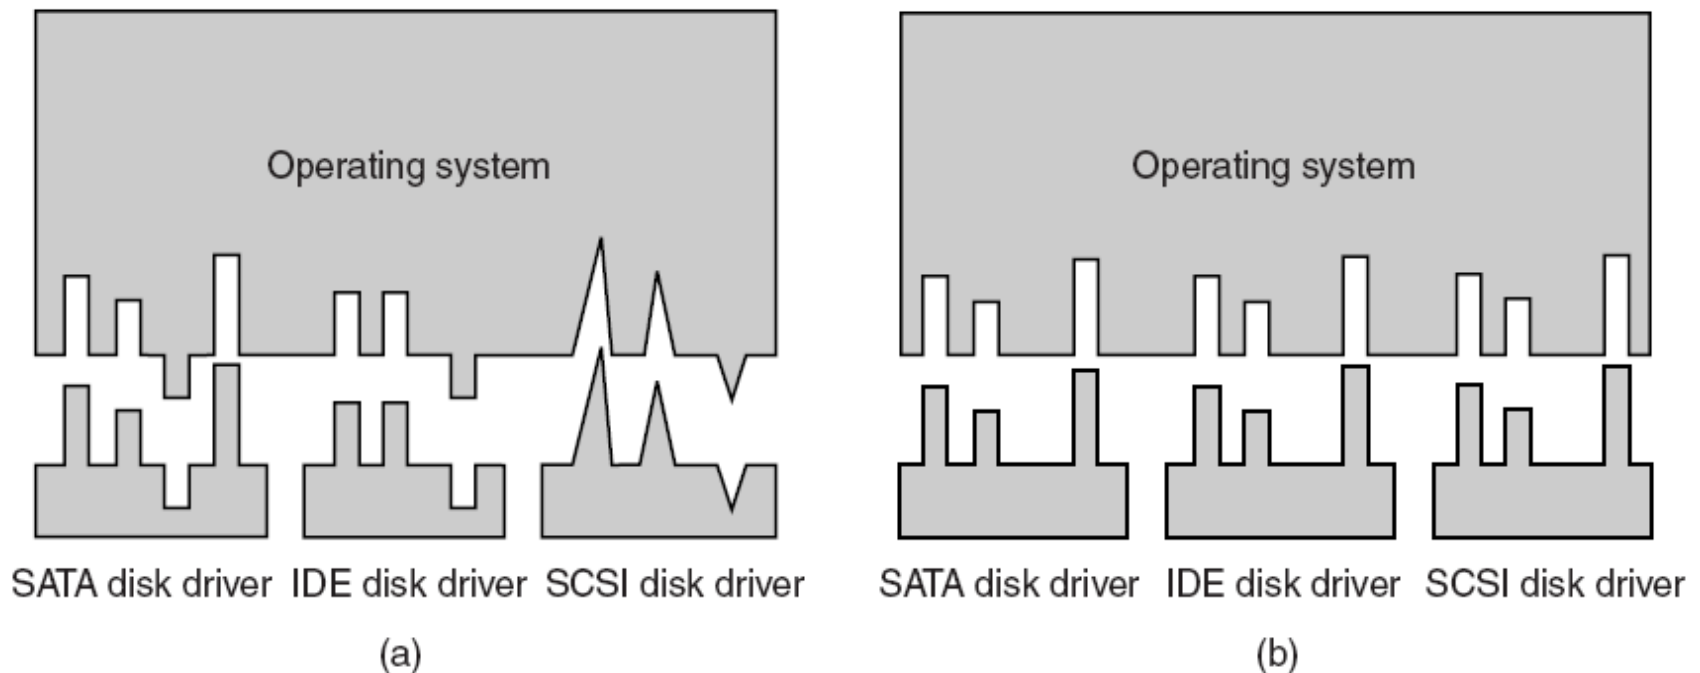 Operating system
Operating system
SATA disk driver IDE disk driver SCSI disk driver
SATA disk driver IDE disk driver SCSI disk driver
(a)
(b)